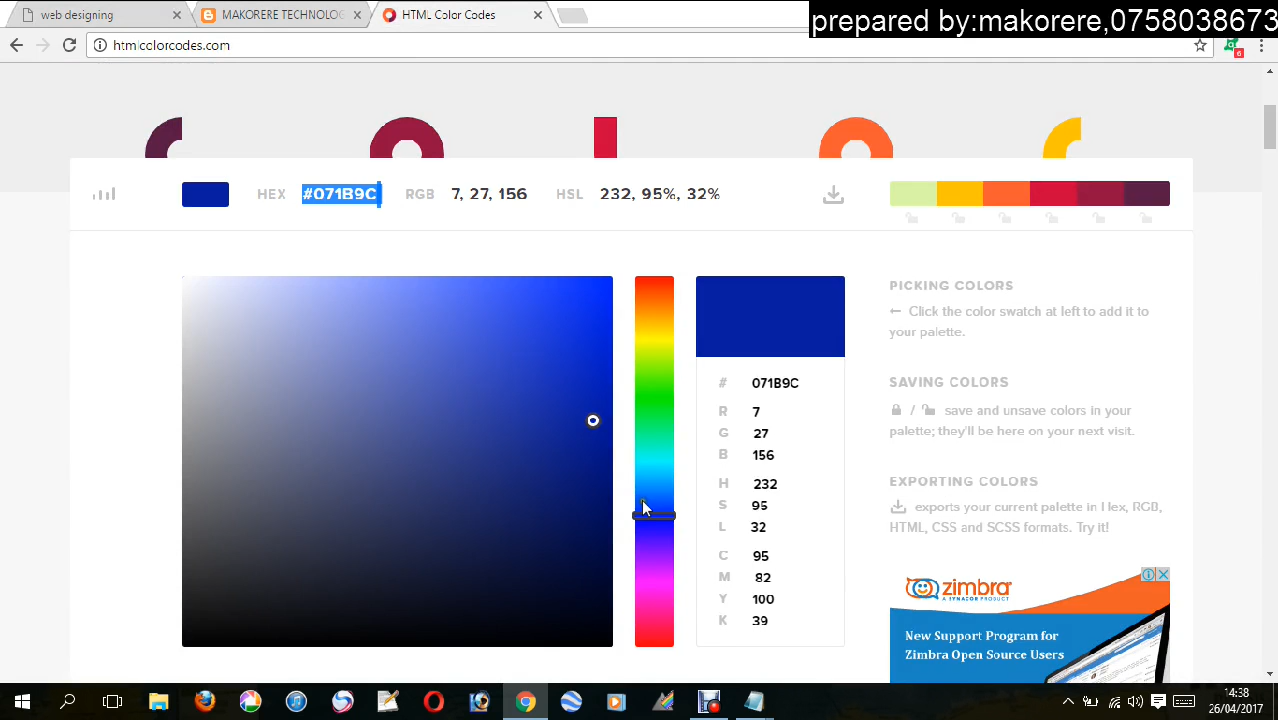 web designing
MAKORERE TECHNOLOG
HTML Color Codes
prepared by:makorere,0758038673
htmlcolorcodes.com
6
HEX #071B9C RGB 7, 27, 156 HSL 232, 95%, 32%
PICKING COLORS
← Click the color swatch at left to add it to
your palette.
# 071B9C
R 7
G 27
B 156
H 232
S 95
L 32
C 95
M 82
Y 100
K 39
SAVING COLORS
/ save and unsave colors in your
palette; they'll be here on your next visit.
EXPORTING COLORS
exports your current palette in Hex, RGB,
HTML, CSS and SCSS formats. Try it!
zimbra
A SYNACOR PRODUCT
New Support Program for
Zimbra Open Source Users
14:38
26/04/2017